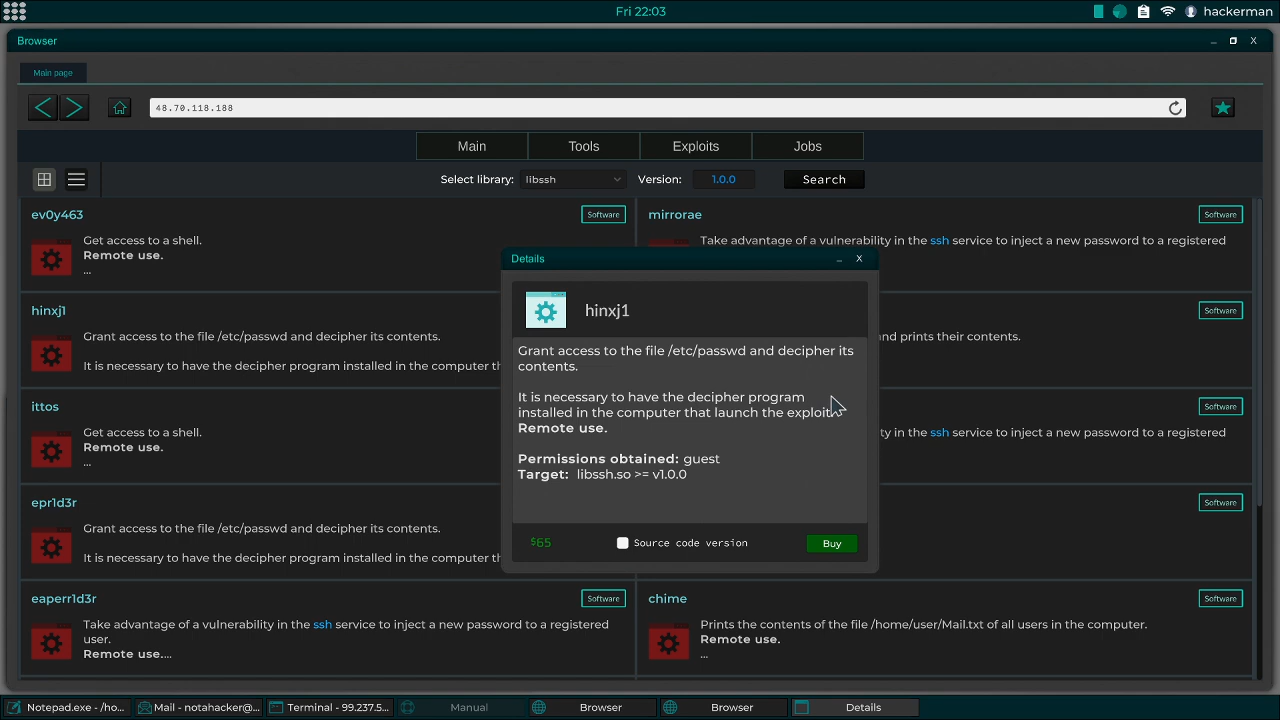 Fri 22:03
hackerman
Browser
Main page
48.70.118.188
Main
Tools
Exploits
Jobs
Select library:
libssh
Version:
1.0.0
Search
ev0y463
Software
Get access to a shell.
Remote use.
...
mirrorae
Software
Take advantage of a vulnerability in the ssh service to inject a new password to a registered
hinxj1
Grant access to the file /etc/passwd and decipher its contents.
It is necessary to have the decipher program installed in the computer th
Software
and prints their contents.
ittos
Get access to a shell.
Remote use.
...
Software
ssh service to inject a new password to a registered
epr1d3r
Grant access to the file /etc/passwd and decipher its contents.
It is necessary to have the decipher program installed in the computer th
Software
eaperr1d3r
Software
Take advantage of a vulnerability in the ssh service to inject a new password to a registered
user.
Remote use....
chime
Software
Prints the contents of the file /home/user/Mail.txt of all users in the computer.
Remote use.
...
Details
hinxj1
Grant access to the file /etc/passwd and decipher its
contents.
It is necessary to have the decipher program
installed in the computer that launch the exploit.
Remote use.
Permissions obtained: guest
Target: libssh.so >= v1.0.0
$65
Source code version
Buy
Notepad.exe - /ho...
Mail - notahacker@...
Terminal - 99.237.5...
Manual
Browser
Browser
Details